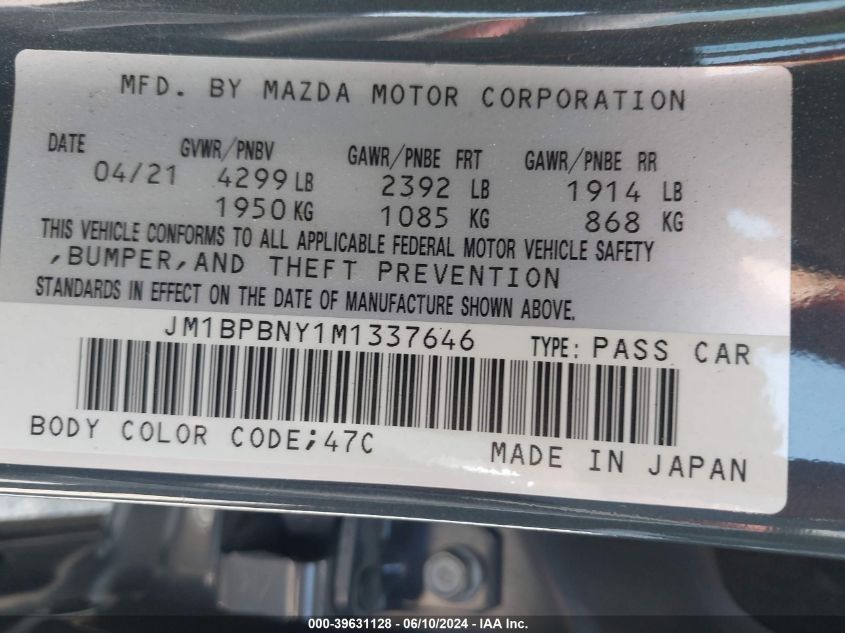 MFD. BY MAZDA MOTOR CORPORATION
DATE GVWR/PNBV GAWR/PNBE FRT GAWR/PNBE RR
04/21 4299 LB 2392 LB 1914 LB
1950 KG 1085 KG 868 KG
THIS VEHICLE CONFORMS TO ALL APPLICABLE FEDERAL MOTOR VEHICLE SAFETY
,BUMPER,AND THEFT PREVENTION
STANDARDS IN EFFECT ON THE DATE OF MANUFACTURE SHOWN ABOVE.
JM1BPBNY1M1337646 TYPE: PASS CAR
BODY COLOR CODE;47C MADE IN JAPAN
000-39631128 - 06/10/2024 - IAA Inc.